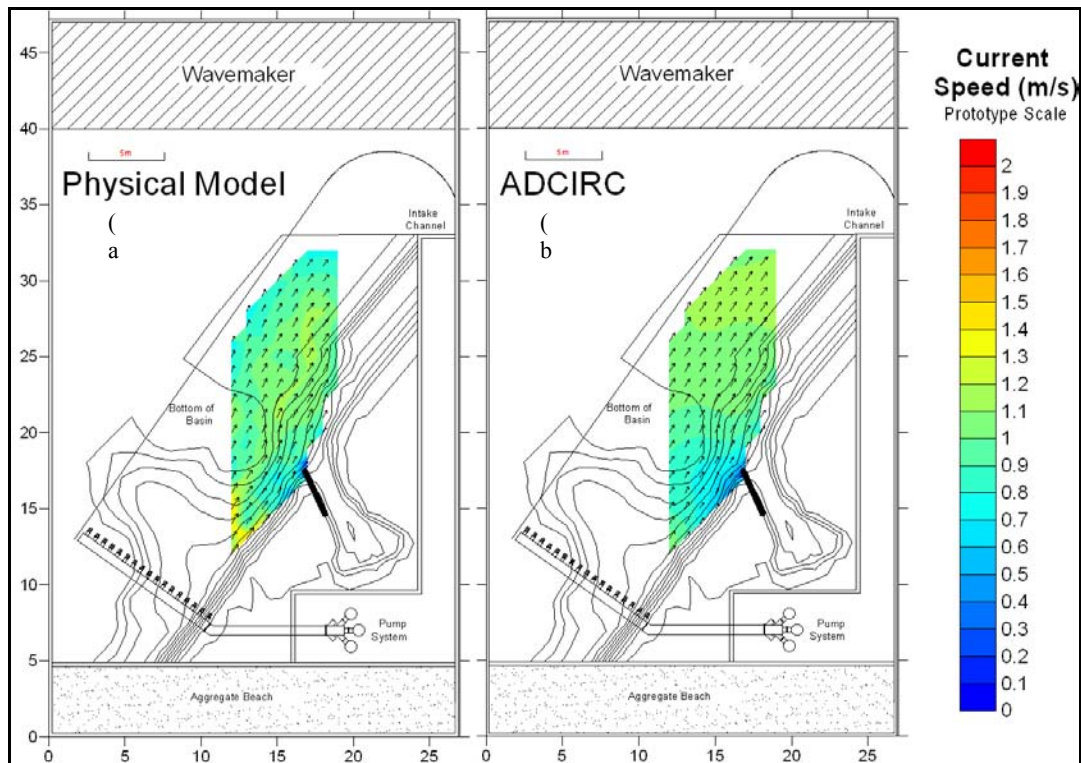 45
40
35
30
25
20
15
10
5
0
Wavemaker
5m
Physical Model
(
a
Intake
Channel
Bottom of
Basin
Pump
System
Aggregate Beach
0
5
10
15
20
25
Wavemaker
5m
ADCIRC
(
b
Intake
Channel
Bottom of
Basin
Pump
System
Aggregate Beach
0
5
10
15
20
25
Current
Speed (m/s)
Prototype Scale
2
1.9
1.8
1.7
1.6
1.5
1.4
1.3
1.2
1.1
1
0.9
0.8
0.7
0.6
0.5
0.4
0.3
0.2
0.1
0